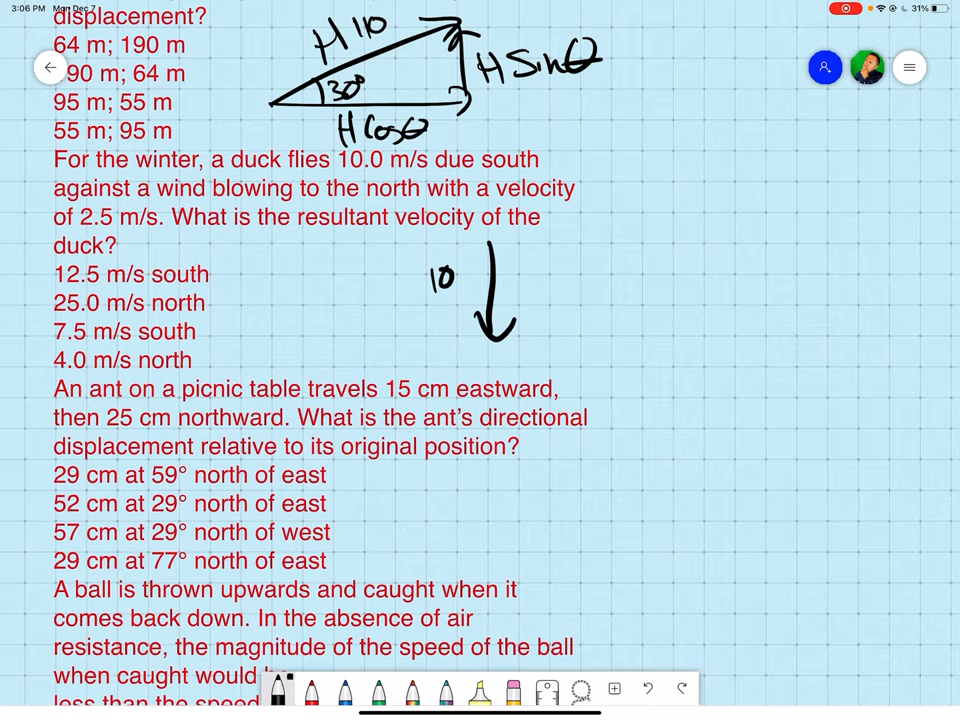 3:06 PM Mon Dec 7
31%
displacement?
64 m; 190 m
90 m; 64 m
95 m; 55 m
55 m; 95 m
H 110
30°
H Sinθ
H Cosθ
For the winter, a duck flies 10.0 m/s due south
against a wind blowing to the north with a velocity
of 2.5 m/s. What is the resultant velocity of the
duck?
12.5 m/s south
25.0 m/s north
7.5 m/s south
4.0 m/s north
10
An ant on a picnic table travels 15 cm eastward,
then 25 cm northward. What is the ant’s directional
displacement relative to its original position?
29 cm at 59° north of east
52 cm at 29° north of east
57 cm at 29° north of west
29 cm at 77° north of east
A ball is thrown upwards and caught when it
comes back down. In the absence of air
resistance, the magnitude of the speed of the ball
when caught would
less than the speed